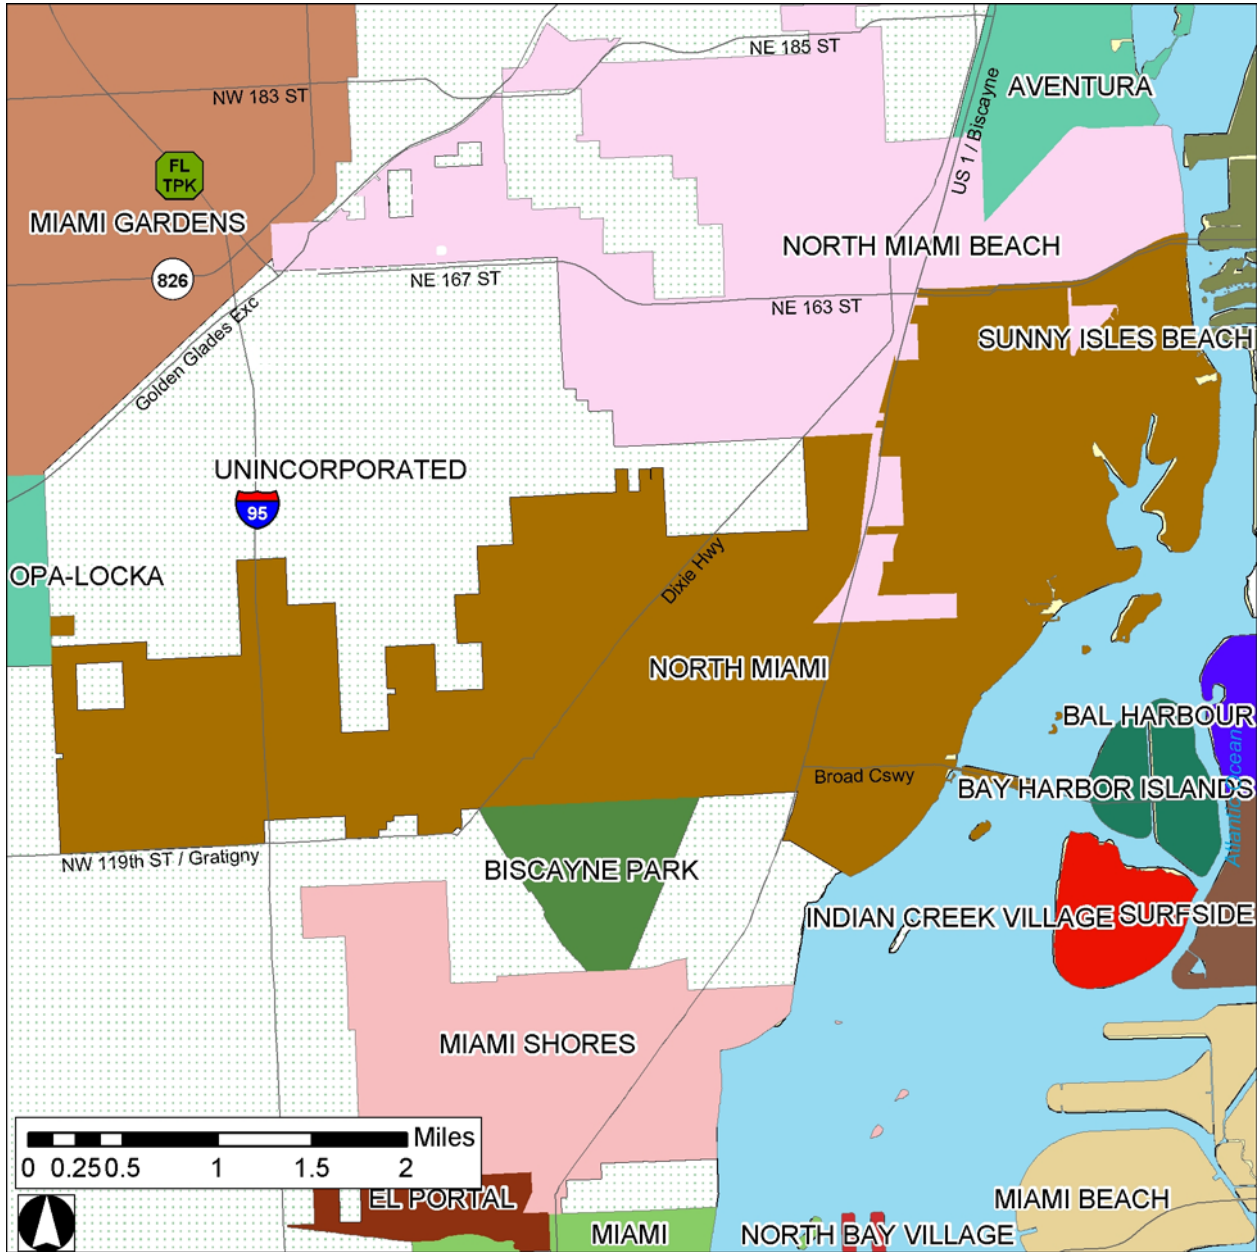 NE 185 ST
AVENTURA
NW 183 ST
US 1 / Biscayne
FL
TPK
MIAMI GARDENS
NORTH MIAMI BEACH
826
NE 167 ST
NE 163 ST
Golden Glades Exc
SUNNY ISLES BEACH
UNINCORPORATED
95
OPA-LOCKA
Dixie Hwy
NORTH MIAMI
BAL HARBOUR
Atlantic Ocean
Broad Cswy
BAY HARBOR ISLANDS
NW 119th ST / Gratigny
BISCAYNE PARK
INDIAN CREEK VILLAGE
SURFSIDE
MIAMI SHORES
Miles
0 0.25 0.5 1 1.5 2
EL PORTAL
MIAMI BEACH
MIAMI
NORTH BAY VILLAGE